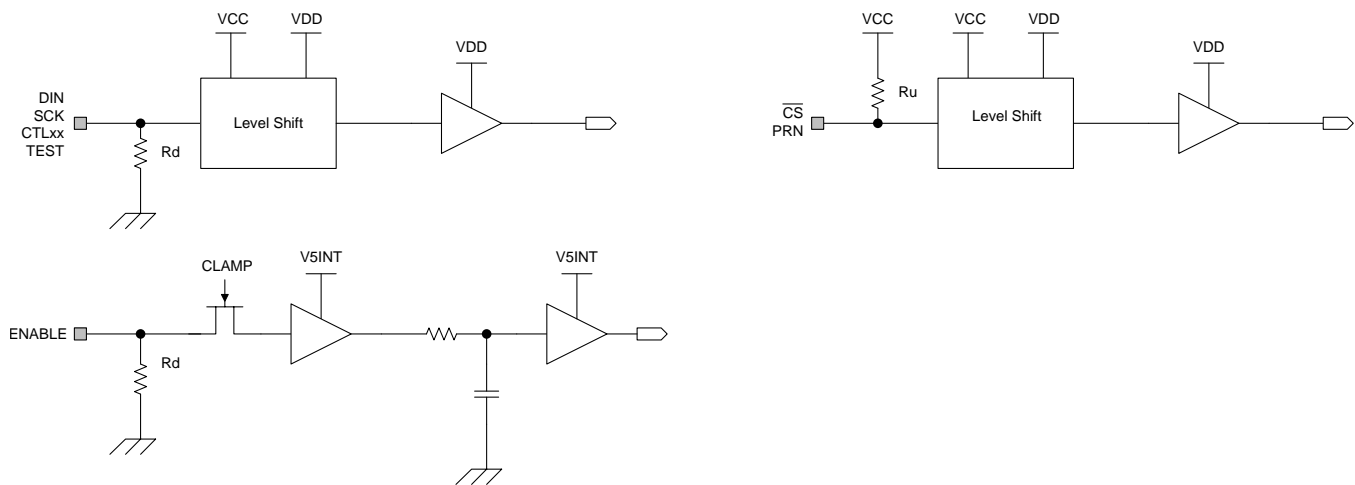 VCC VDD
VDD
DIN
SCK
CTLxx
TEST
Level Shift
Rd
VCC VCC VDD
VDD
Ru
C̅S̅
PRN
Level Shift
CLAMP
V5INT
V5INT
ENABLE
Rd